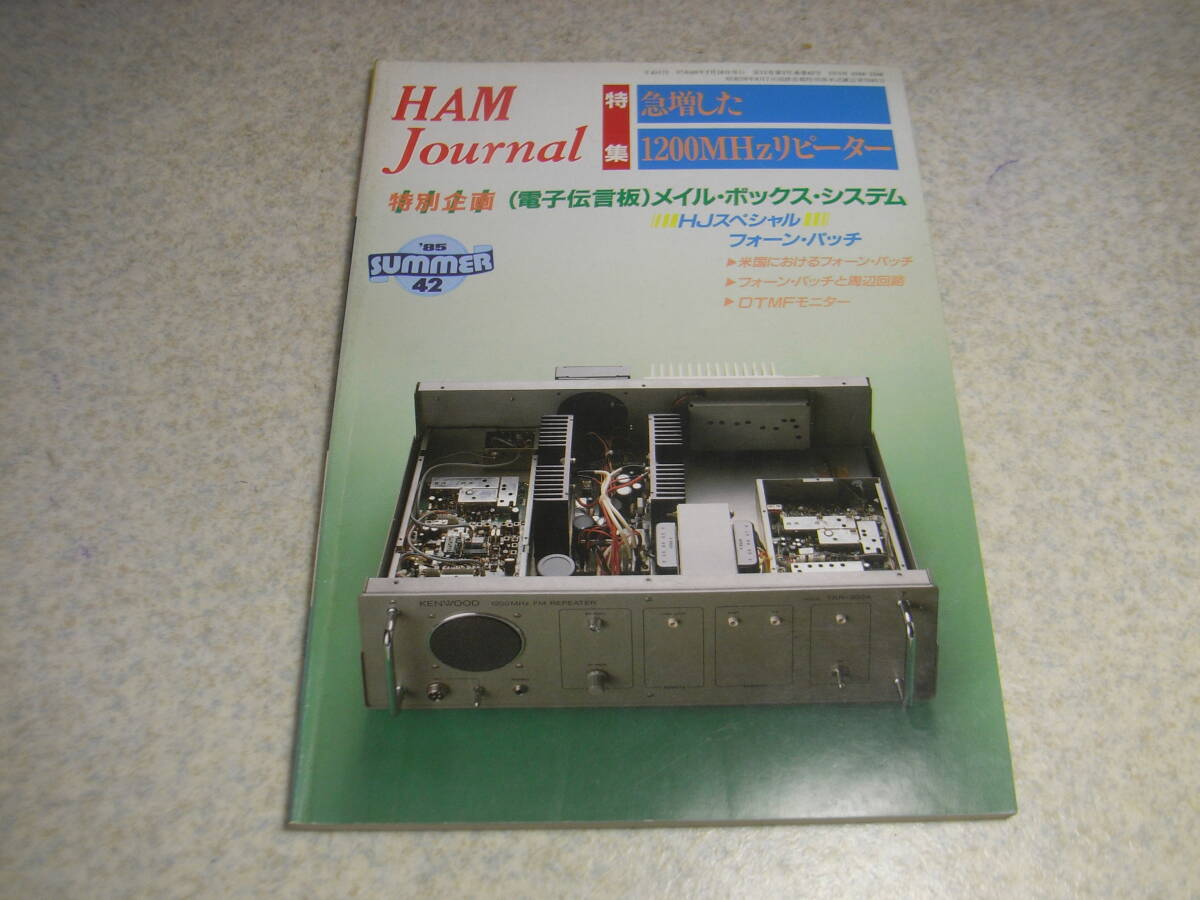 HAM
Journal
特集
急増した
1200MHzリピーター
特別企画 (電子伝言板)メイル・ボックス・システム
HJスペシャル
フォーン・パッチ
▶米国におけるフォーン・パッチ
▶フォーン・パッチと周辺回路
▶DTMFモニター
'85
SUMMER
42
KENWOOD 1200MHz FM REPEATER